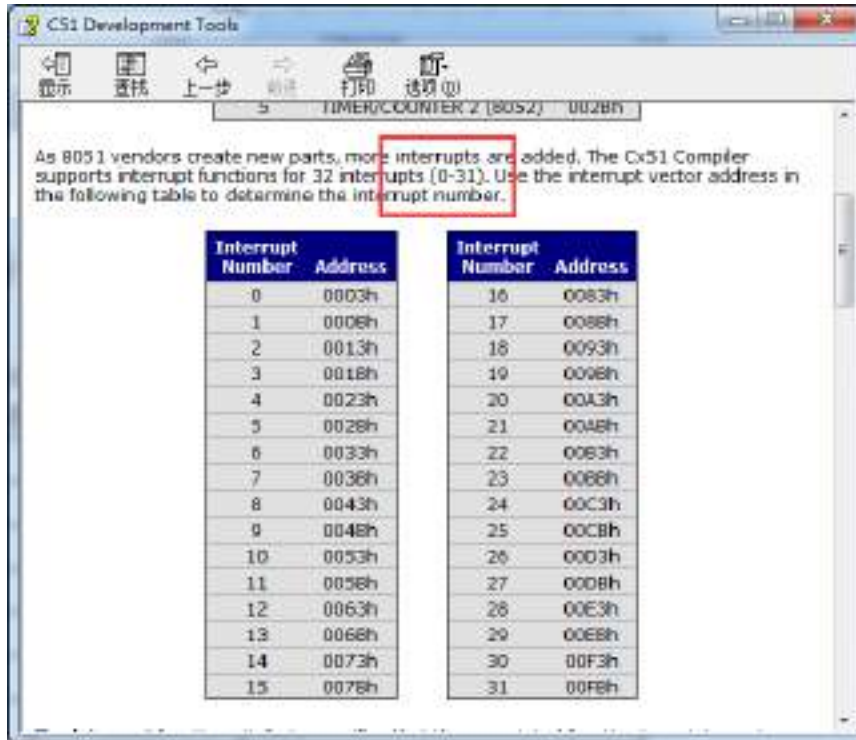 C51 Development Tools
显示 查找 上一步 前进 打印 选项(O)
5 TIMER/COUNTER 2 (8052) 002Bh
As 8051 vendors create new parts, more interrupts are added. The Cx51 Compiler
supports interrupt functions for 32 interrupts (0-31). Use the interrupt vector address in
the following table to determine the interrupt number.
Interrupt Number Address Interrupt Number Address
0 0003h 16 0083h
1 000Bh 17 008Bh
2 0013h 18 0093h
3 001Bh 19 009Bh
4 0023h 20 00A3h
5 002Bh 21 00ABh
6 0033h 22 00B3h
7 003Bh 23 00BBh
8 0043h 24 00C3h
9 004Bh 25 00CBh
10 0053h 26 00D3h
11 005Bh 27 00DBh
12 0063h 28 00E3h
13 006Bh 29 00EBh
14 0073h 30 00F3h
15 007Bh 31 00FBh